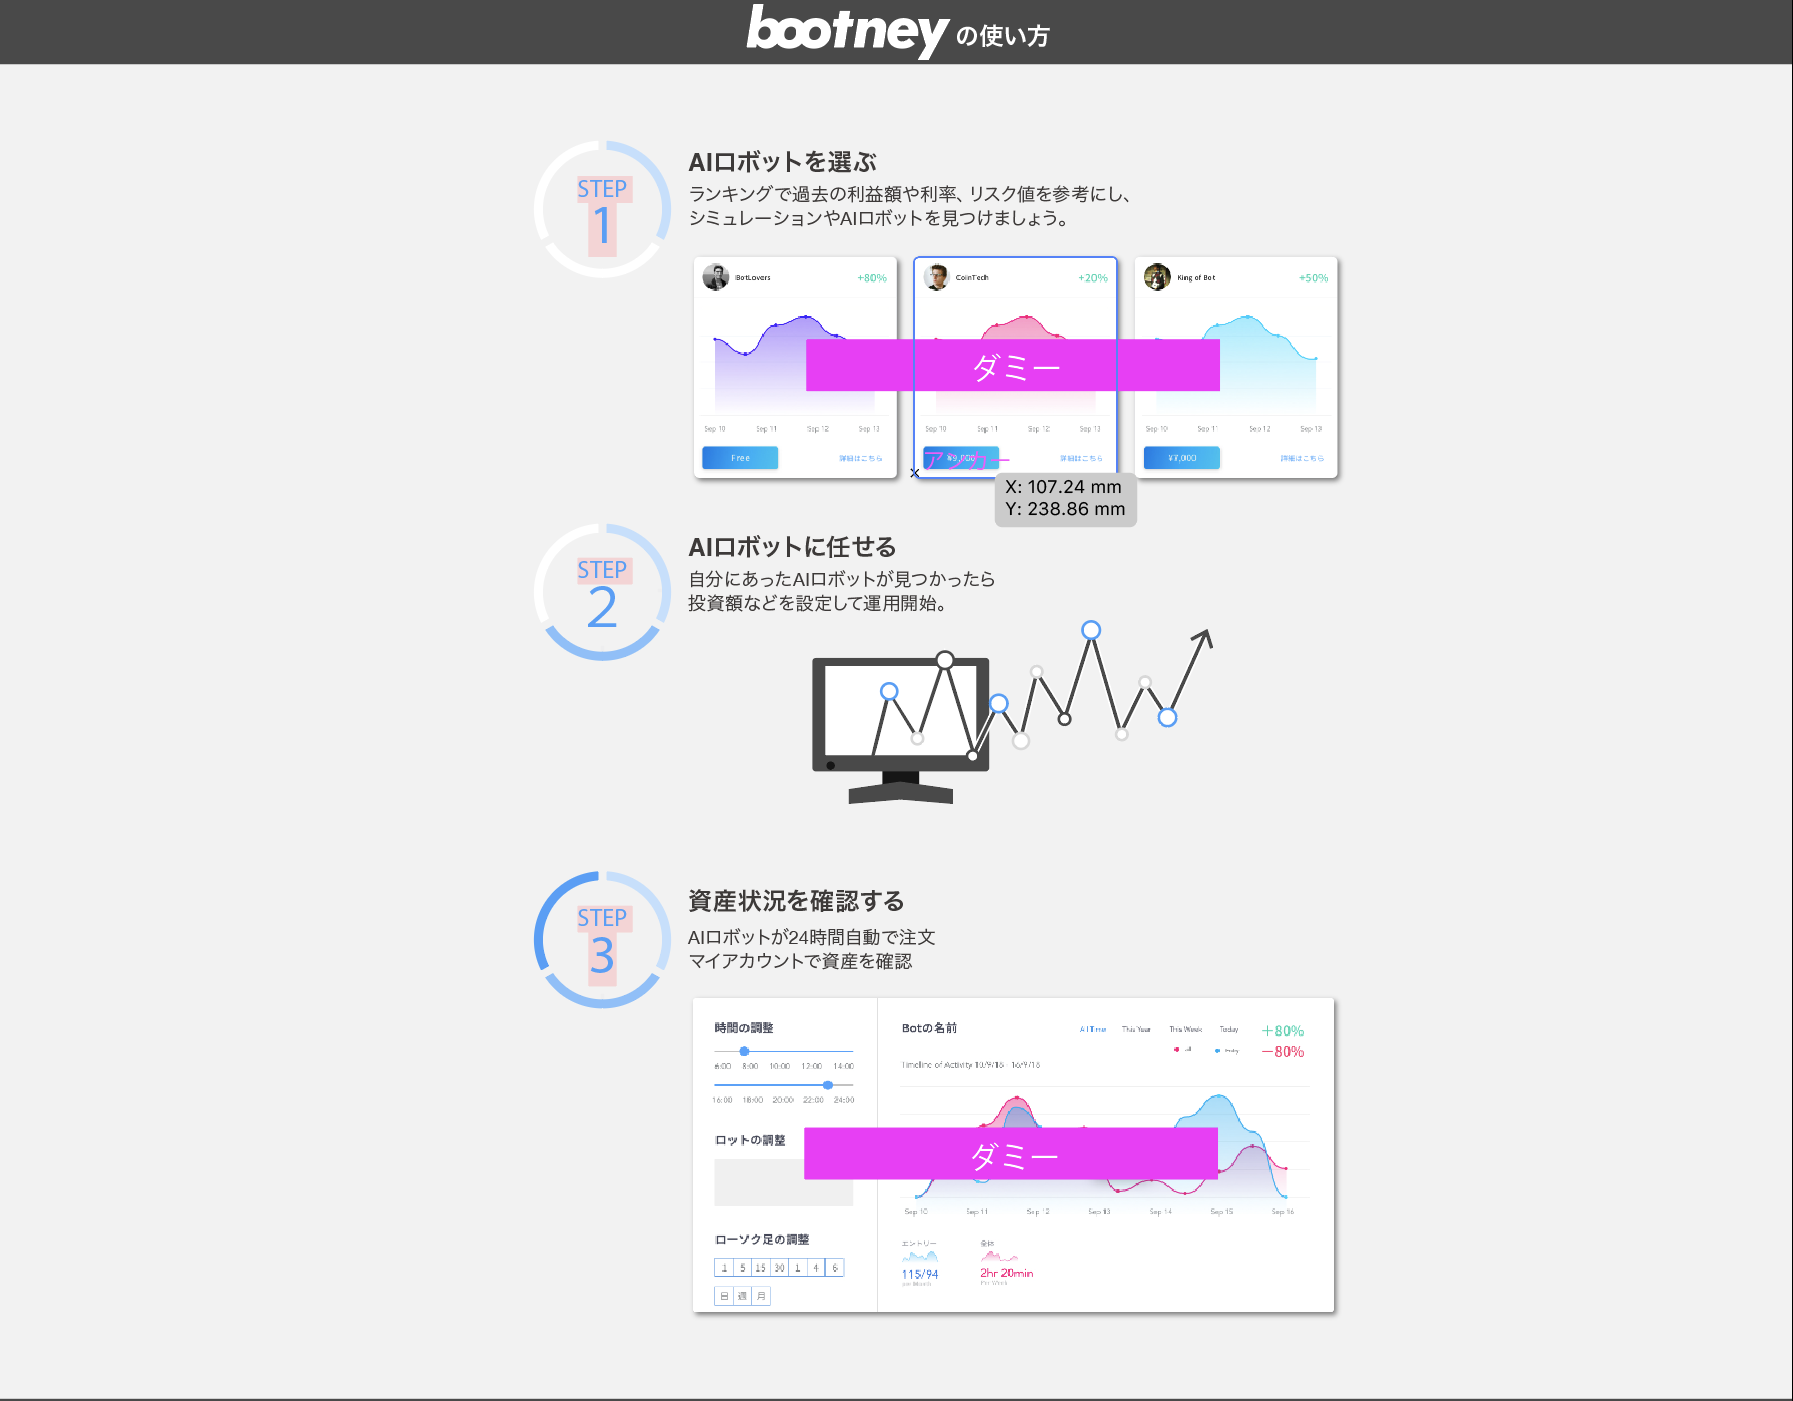 bootney の使い方
STEP
1
AIロボットを選ぶ
ランキングで過去の利益額や利率、リスク値を参考にし、
シミュレーションやAIロボットを見つけましょう。
BotLovers
+80%
CoinTech
+20%
King of Bot
+50%
ダミー
Sep 10 Sep 11 Sep 12 Sep 13
Sep 10 Sep 11 Sep 12 Sep 13
Sep 10 Sep 11 Sep 12 Sep 13
Free
詳細はこちら
¥9,000
アンカー
詳細はこちら
¥7,000
詳細はこちら
X: 107.24 mm
Y: 238.86 mm
STEP
2
AIロボットに任せる
自分にあったAIロボットが見つかったら
投資額などを設定して運用開始。
STEP
3
資産状況を確認する
AIロボットが24時間自動で注文
マイアカウントで資産を確認
時間の調整
6:00 8:00 10:00 12:00 14:00
16:00 18:00 20:00 22:00 24:00
ロットの調整
ローソク足の調整
1 5 15 30 1 4 6
日 週 月
Botの名前
All Time This Year This Week Today
+80%
-80%
Timeline of Activity 10/9/18 - 16/9/18
ダミー
Sep 10 Sep 11 Sep 12 Sep 13 Sep 14 Sep 15 Sep 16
エントリー
115/94
2hr 20min
Per Week